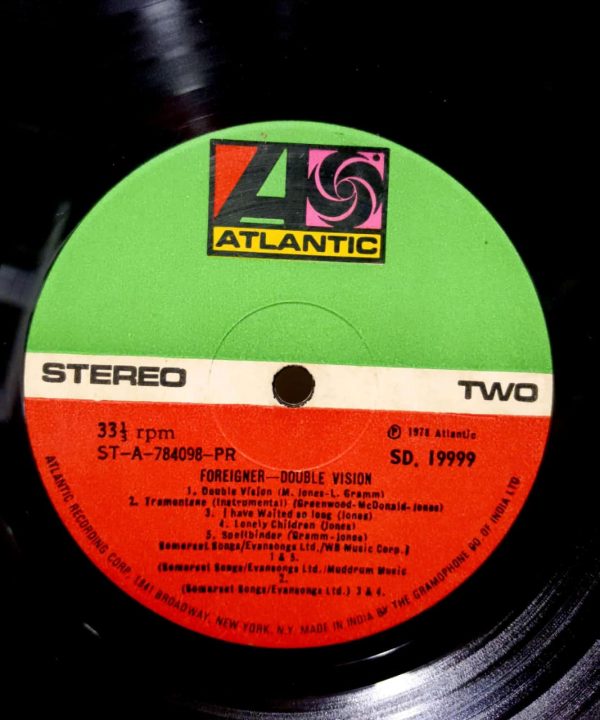 ATLANTIC
STEREO
TWO
33⅓ rpm
ST-A-784098-PR
℗ 1978 Atlantic
SD. 19999
FOREIGNER—DOUBLE VISION
1. Double Vision (M. Jones-L. Gramm)
2. Tramontane (Instrumental) (Greenwood-McDonald-Jones)
3. I have Waited so long (Jones)
4. Lonely Children (Jones)
5. Spellbinder (Gramm-Jones)
Somerset Songs/Evansongs Ltd./WB Music Corp.)
1 & 5.
(Somerset Songs/Evansongs Ltd./Muddrum Music
2.
(Somerset Songs/Evansongs Ltd.) 3 & 4.
ATLANTIC RECORDING CORP. 1841 BROADWAY, NEW YORK, N.Y. MADE IN INDIA BY THE GRAMOPHONE CO. OF INDIA LTD.